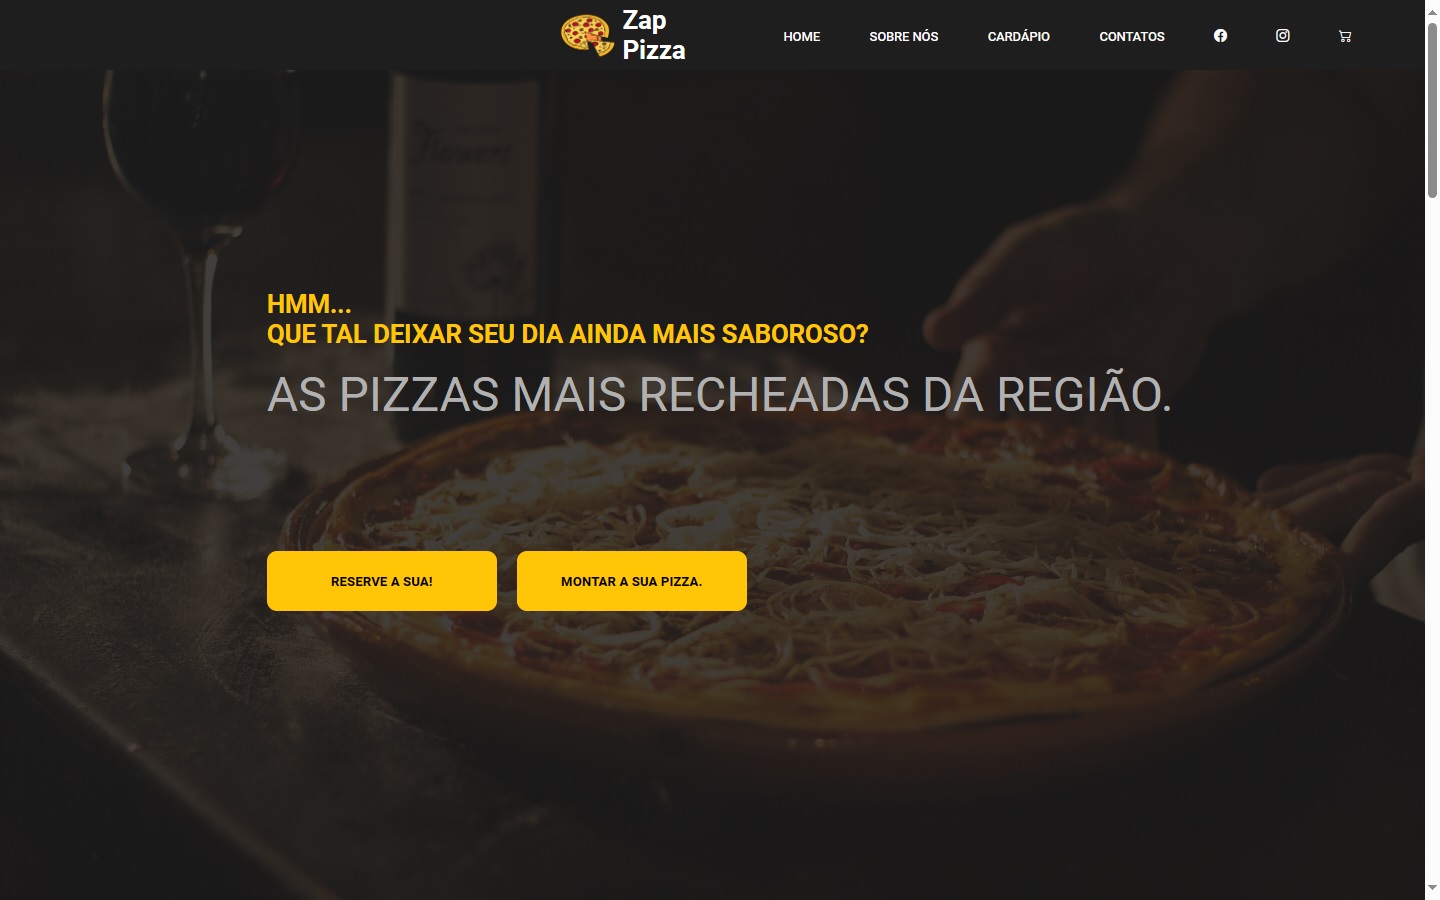 Zap
Pizza
HOME
SOBRE NÓS
CARDÁPIO
CONTATOS
Flowers
HMM...
QUE TAL DEIXAR SEU DIA AINDA MAIS SABOROSO?
AS PIZZAS MAIS RECHEADAS DA REGIÃO.
RESERVE A SUA!
MONTAR A SUA PIZZA.